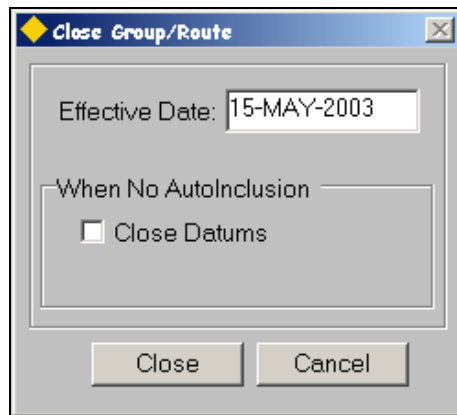 Close Group/Route
Effective Date: 15-MAY-2003
When No AutoInclusion
Close Datums
Close Cancel